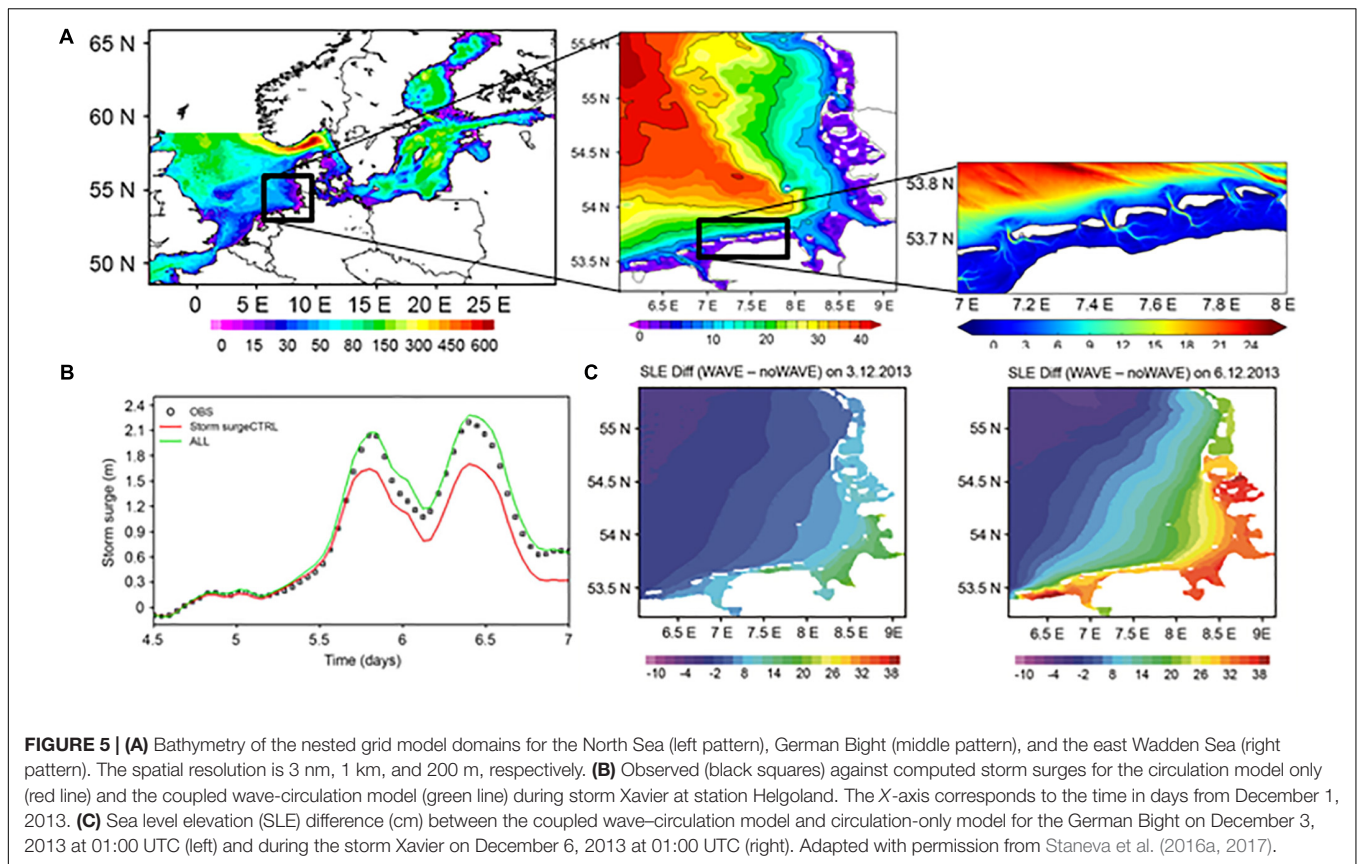 A
65 N
60 N
55 N
50 N
0 5 E 10 E 15 E 20 E 25 E
0 15 30 50 80 150 300 450 600
55.5 N
55 N
54.5 N
54 N
53.5 N
6.5 E 7 E 7.5 E 8 E 8.5 E 9 E
0 10 20 30 40
53.8 N
53.7 N
7 E 7.2 E 7.4 E 7.6 E 7.8 E 8 E
0 3 6 9 12 15 18 21 24
B
2.4
2.1
1.8
1.5
1.2
0.9
0.6
0.3
0
Storm surge (m)
OBS
Storm surgeCTRL
ALL
4.5 5 5.5 6 6.5 7
Time (days)
C
SLE Diff (WAVE – noWAVE) on 3.12.2013
55 N
54.5 N
54 N
53.5 N
6.5 E 7 E 7.5 E 8 E 8.5 E 9E
-10 -4 -2 8 14 16 26 32 38
SLE Diff (WAVE – noWAVE) on 6.12.2013
55 N
54.5 N
54 N
53.5 N
6.5 E 7 E 7.5 E 8 E 8.5 E 9E
-10 -4 -2 8 14 16 26 32 38
FIGURE 5 | (A) Bathymetry of the nested grid model domains for the North Sea (left pattern), German Bight (middle pattern), and the east Wadden Sea (right
pattern). The spatial resolution is 3 nm, 1 km, and 200 m, respectively. (B) Observed (black squares) against computed storm surges for the circulation model only
(red line) and the coupled wave-circulation model (green line) during storm Xavier at station Helgoland. The X-axis corresponds to the time in days from December 1,
2013. (C) Sea level elevation (SLE) difference (cm) between the coupled wave–circulation model and circulation-only model for the German Bight on December 3,
2013 at 01:00 UTC (left) and during the storm Xavier on December 6, 2013 at 01:00 UTC (right). Adapted with permission from Staneva et al. (2016a, 2017).